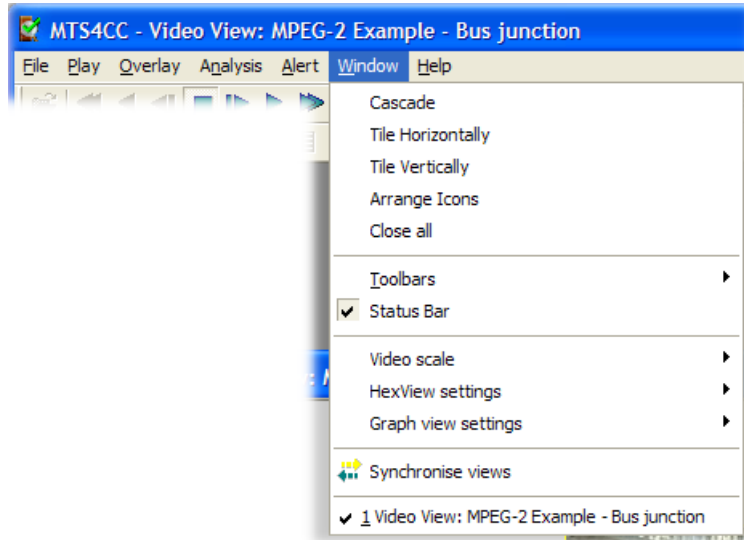 MTS4CC - Video View: MPEG-2 Example - Bus junction
File Play Overlay Analysis Alert Window Help
Cascade
Tile Horizontally
Tile Vertically
Arrange Icons
Close all
Toolbars
Status Bar
Video scale
HexView settings
Graph view settings
Synchronise views
1 Video View: MPEG-2 Example - Bus junction